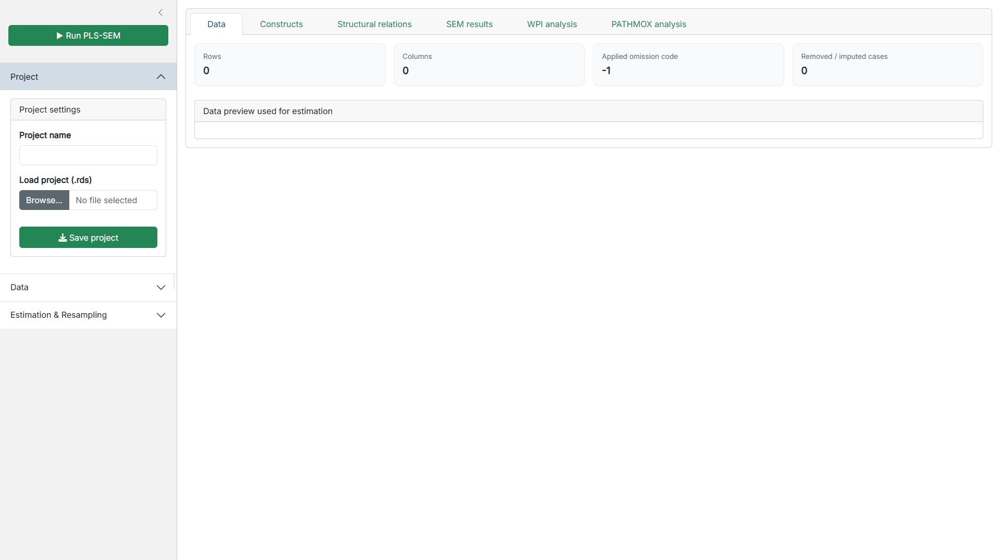 Run PLS-SEM
Project
Project settings
Project name
Load project (.rds)
Browse... No file selected
Save project
Data
Estimation & Resampling
Data Constructs Structural relations SEM results WPI analysis PATHMOX analysis
Rows
0
Columns
0
Applied omission code
-1
Removed / imputed cases
0
Data preview used for estimation